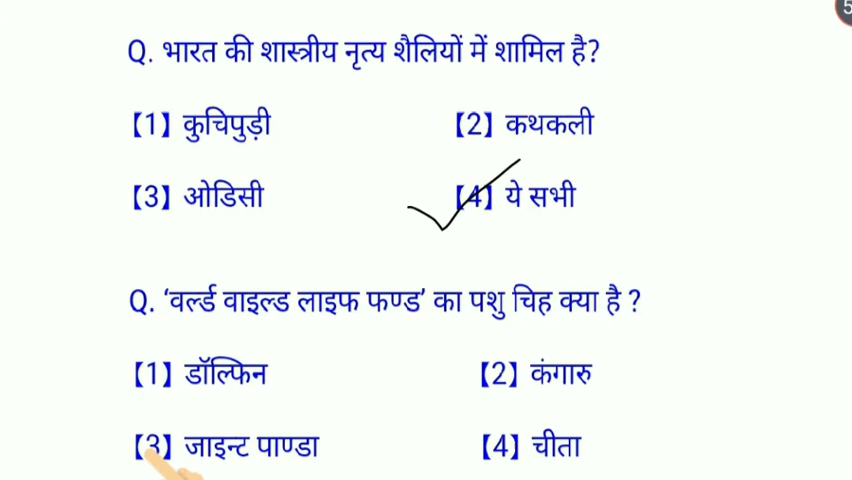 Q. भारत की शास्त्रीय नृत्य शैलियों में शामिल है?
【1】 कुचिपुड़ी 【2】 कथकली
【3】 ओडिसी 【4】 ये सभी
Q. ‘वर्ल्ड वाइल्ड लाइफ फण्ड’ का पशु चिह क्या है ?
【1】 डॉल्फिन 【2】 कंगारु
【3】 जाइन्ट पाण्डा 【4】 चीता